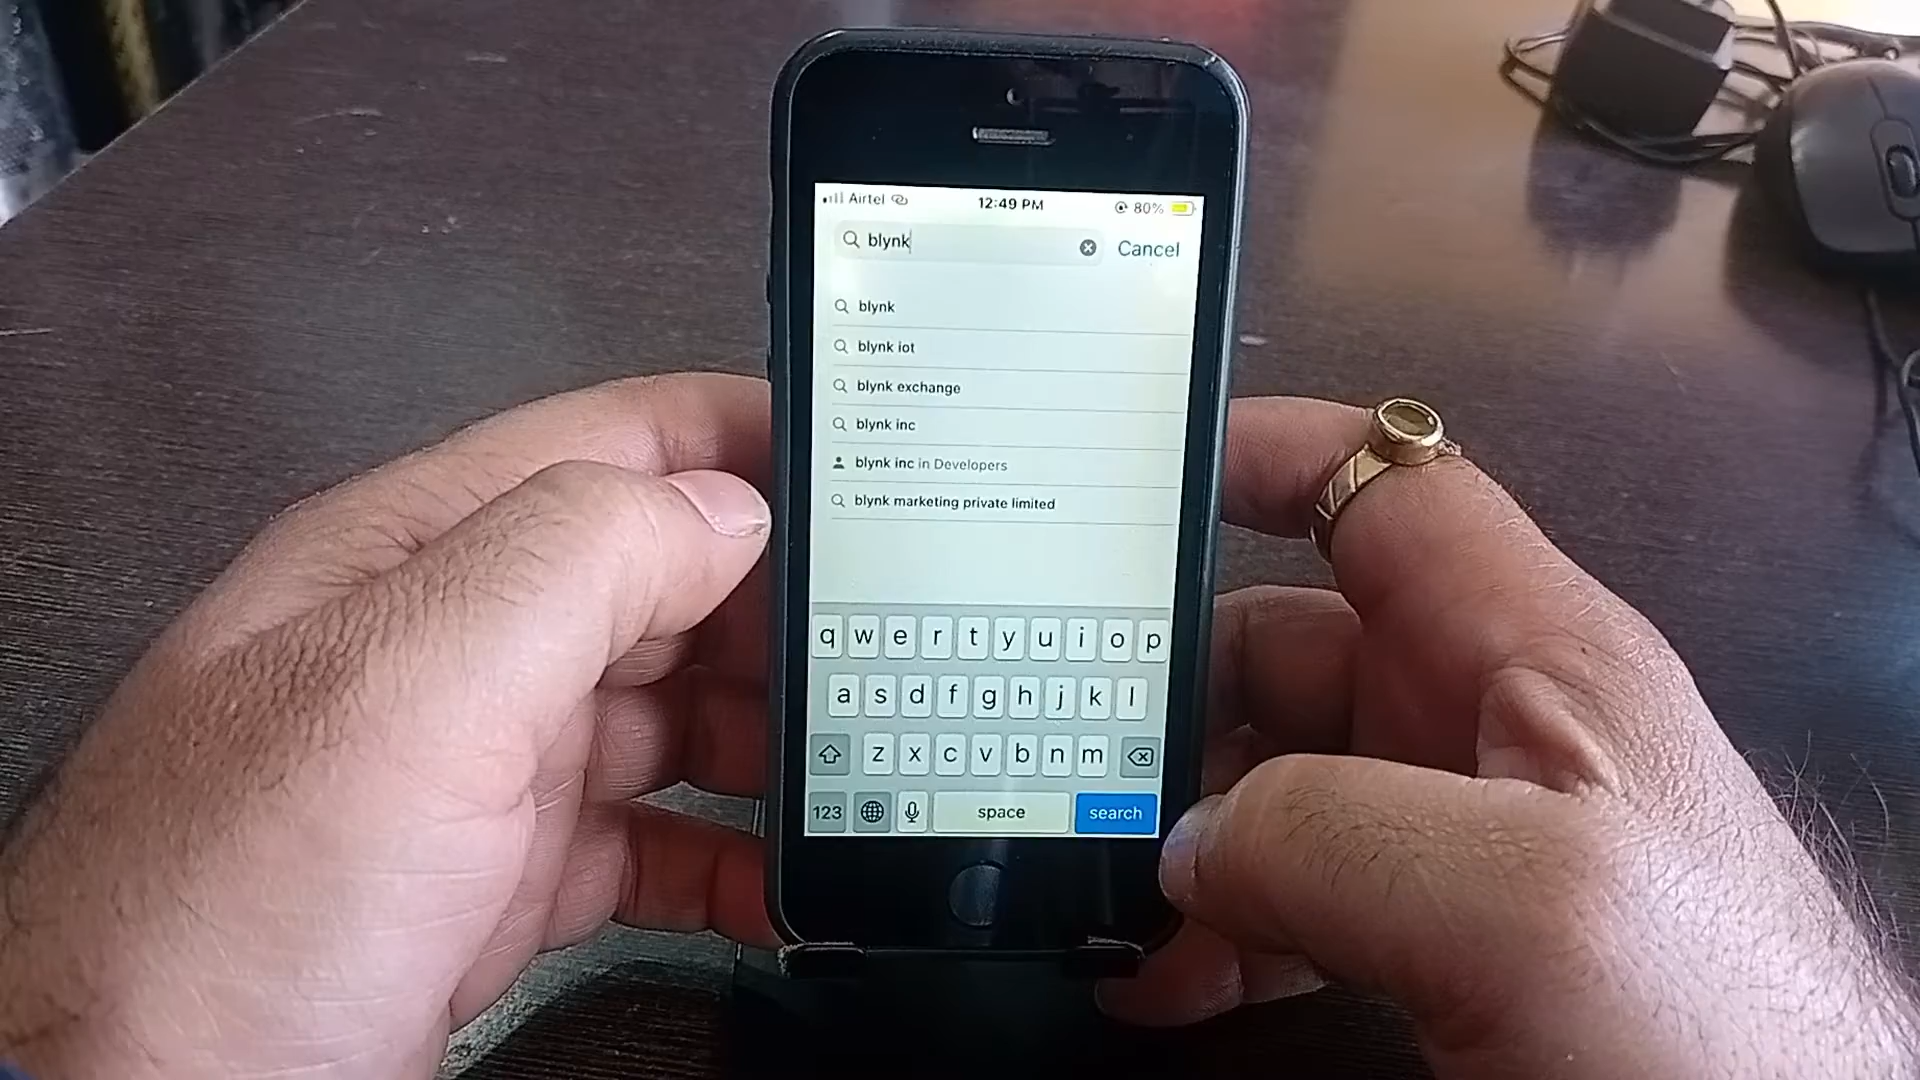 Airtel 12:49 PM 80%
blynk Cancel
blynk
blynk iot
blynk exchange
blynk inc
blynk inc in Developers
blynk marketing private limited
q w e r t y u i o p
a s d f g h j k l
z x c v b n m
123 space search